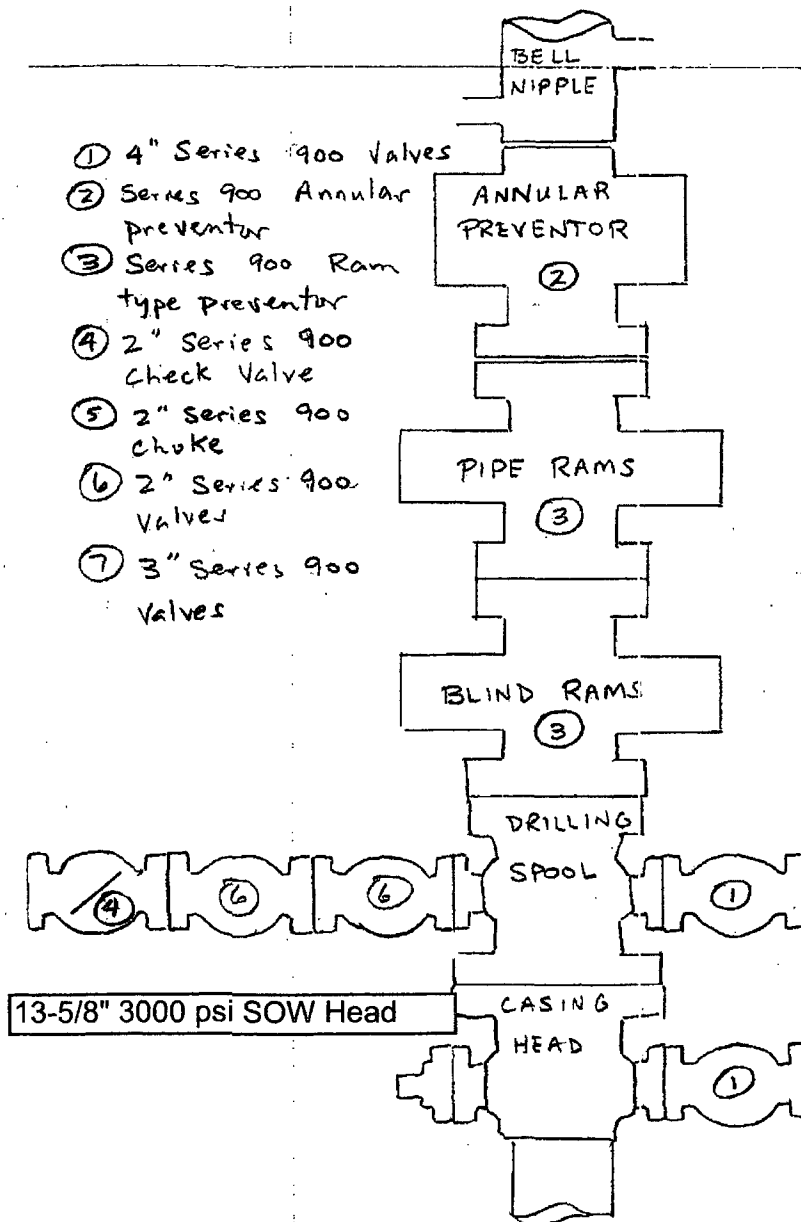 BELL
NIPPLE
① 4" Series 900 Valves
② Series 900 Annular
preventor
③ Series 900 Ram
type preventor
④ 2" Series 900
Check Valve
⑤ 2" Series 900
choke
⑥ 2" Series 900
Valves
⑦ 3" Series 900
Valves
ANNULAR
PREVENTOR
②
PIPE RAMS
③
BLIND RAMS
③
DRILLING
SPOOL
④ ⑥ ⑥ ①
13-5/8" 3000 psi SOW Head
CASING
HEAD
①